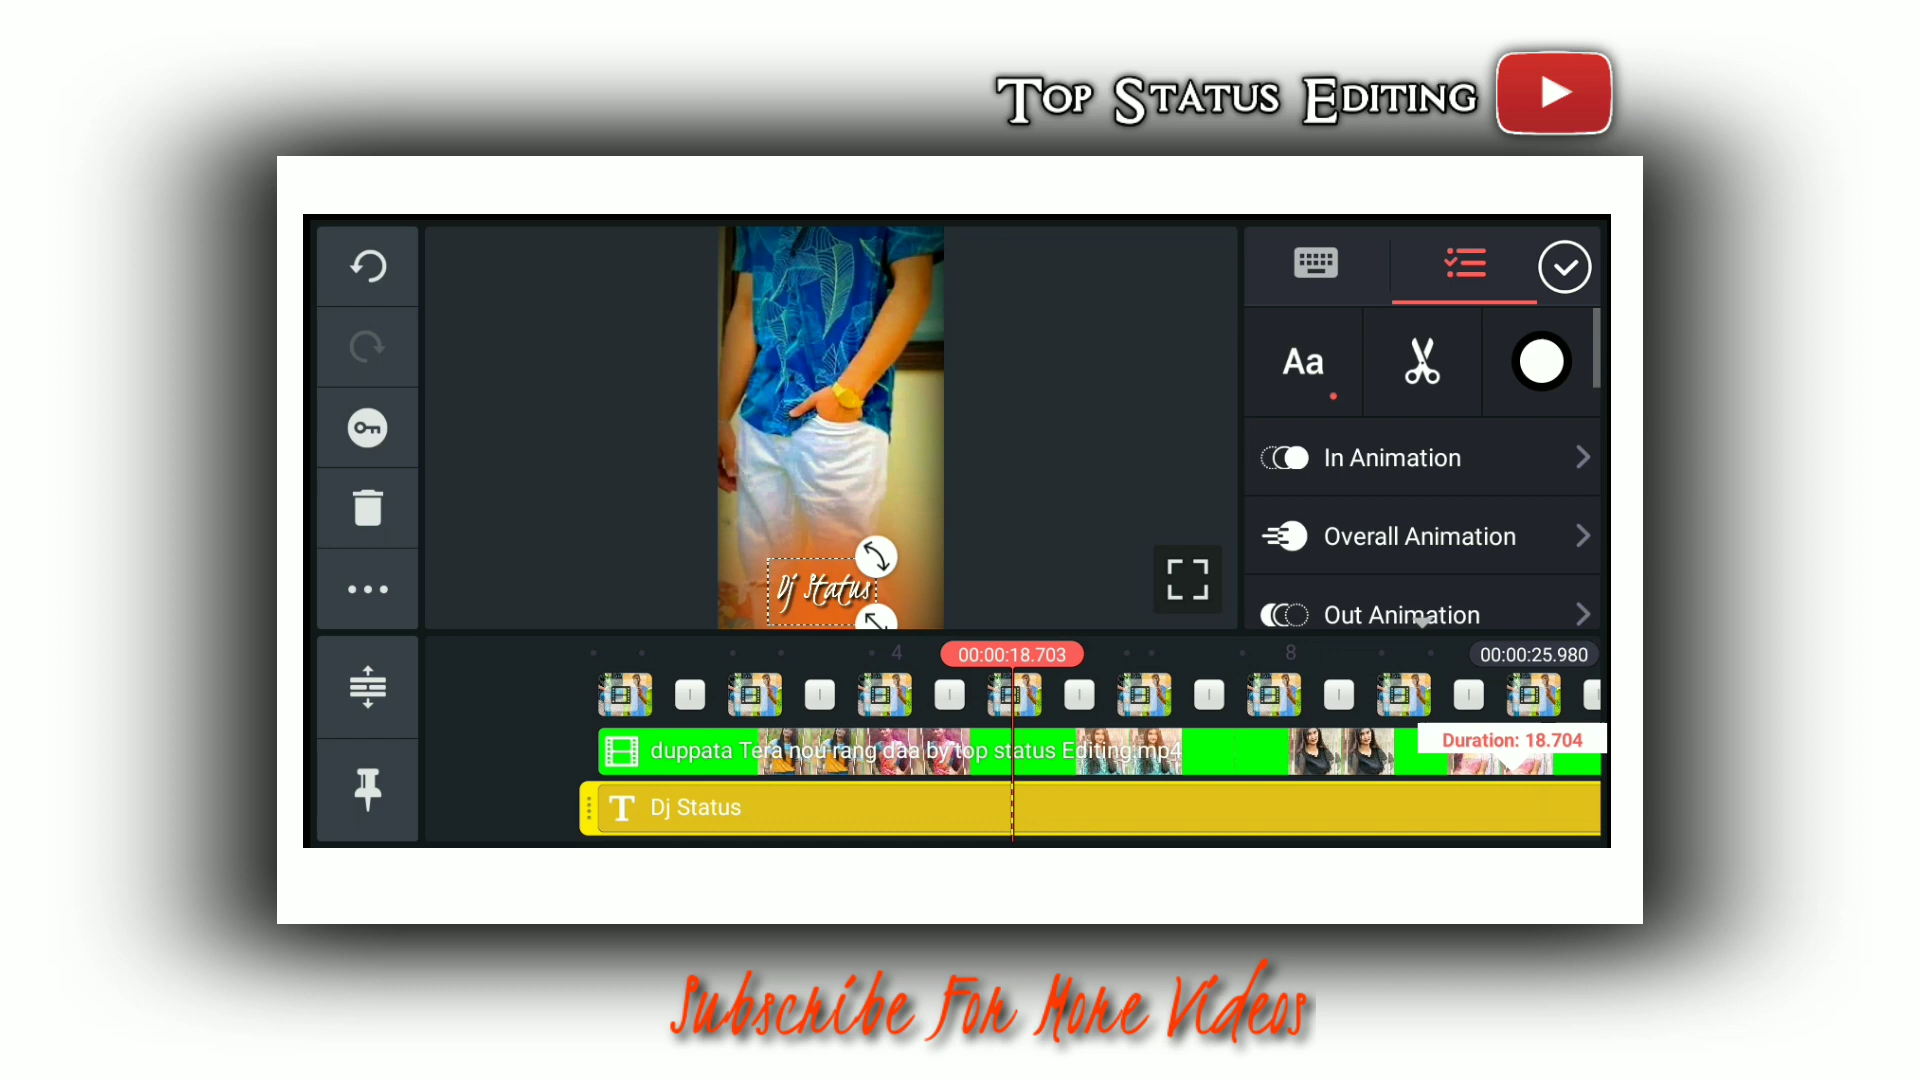 Top Status Editing
Aa
In Animation
Overall Animation
Out Animation
Dj Status
4
00:00:18.703
8
00:00:25.980
duppata Tera nou rang daa by top status Editing.mp4
Duration: 18.704
T Dj Status
Subscribe For More Videos